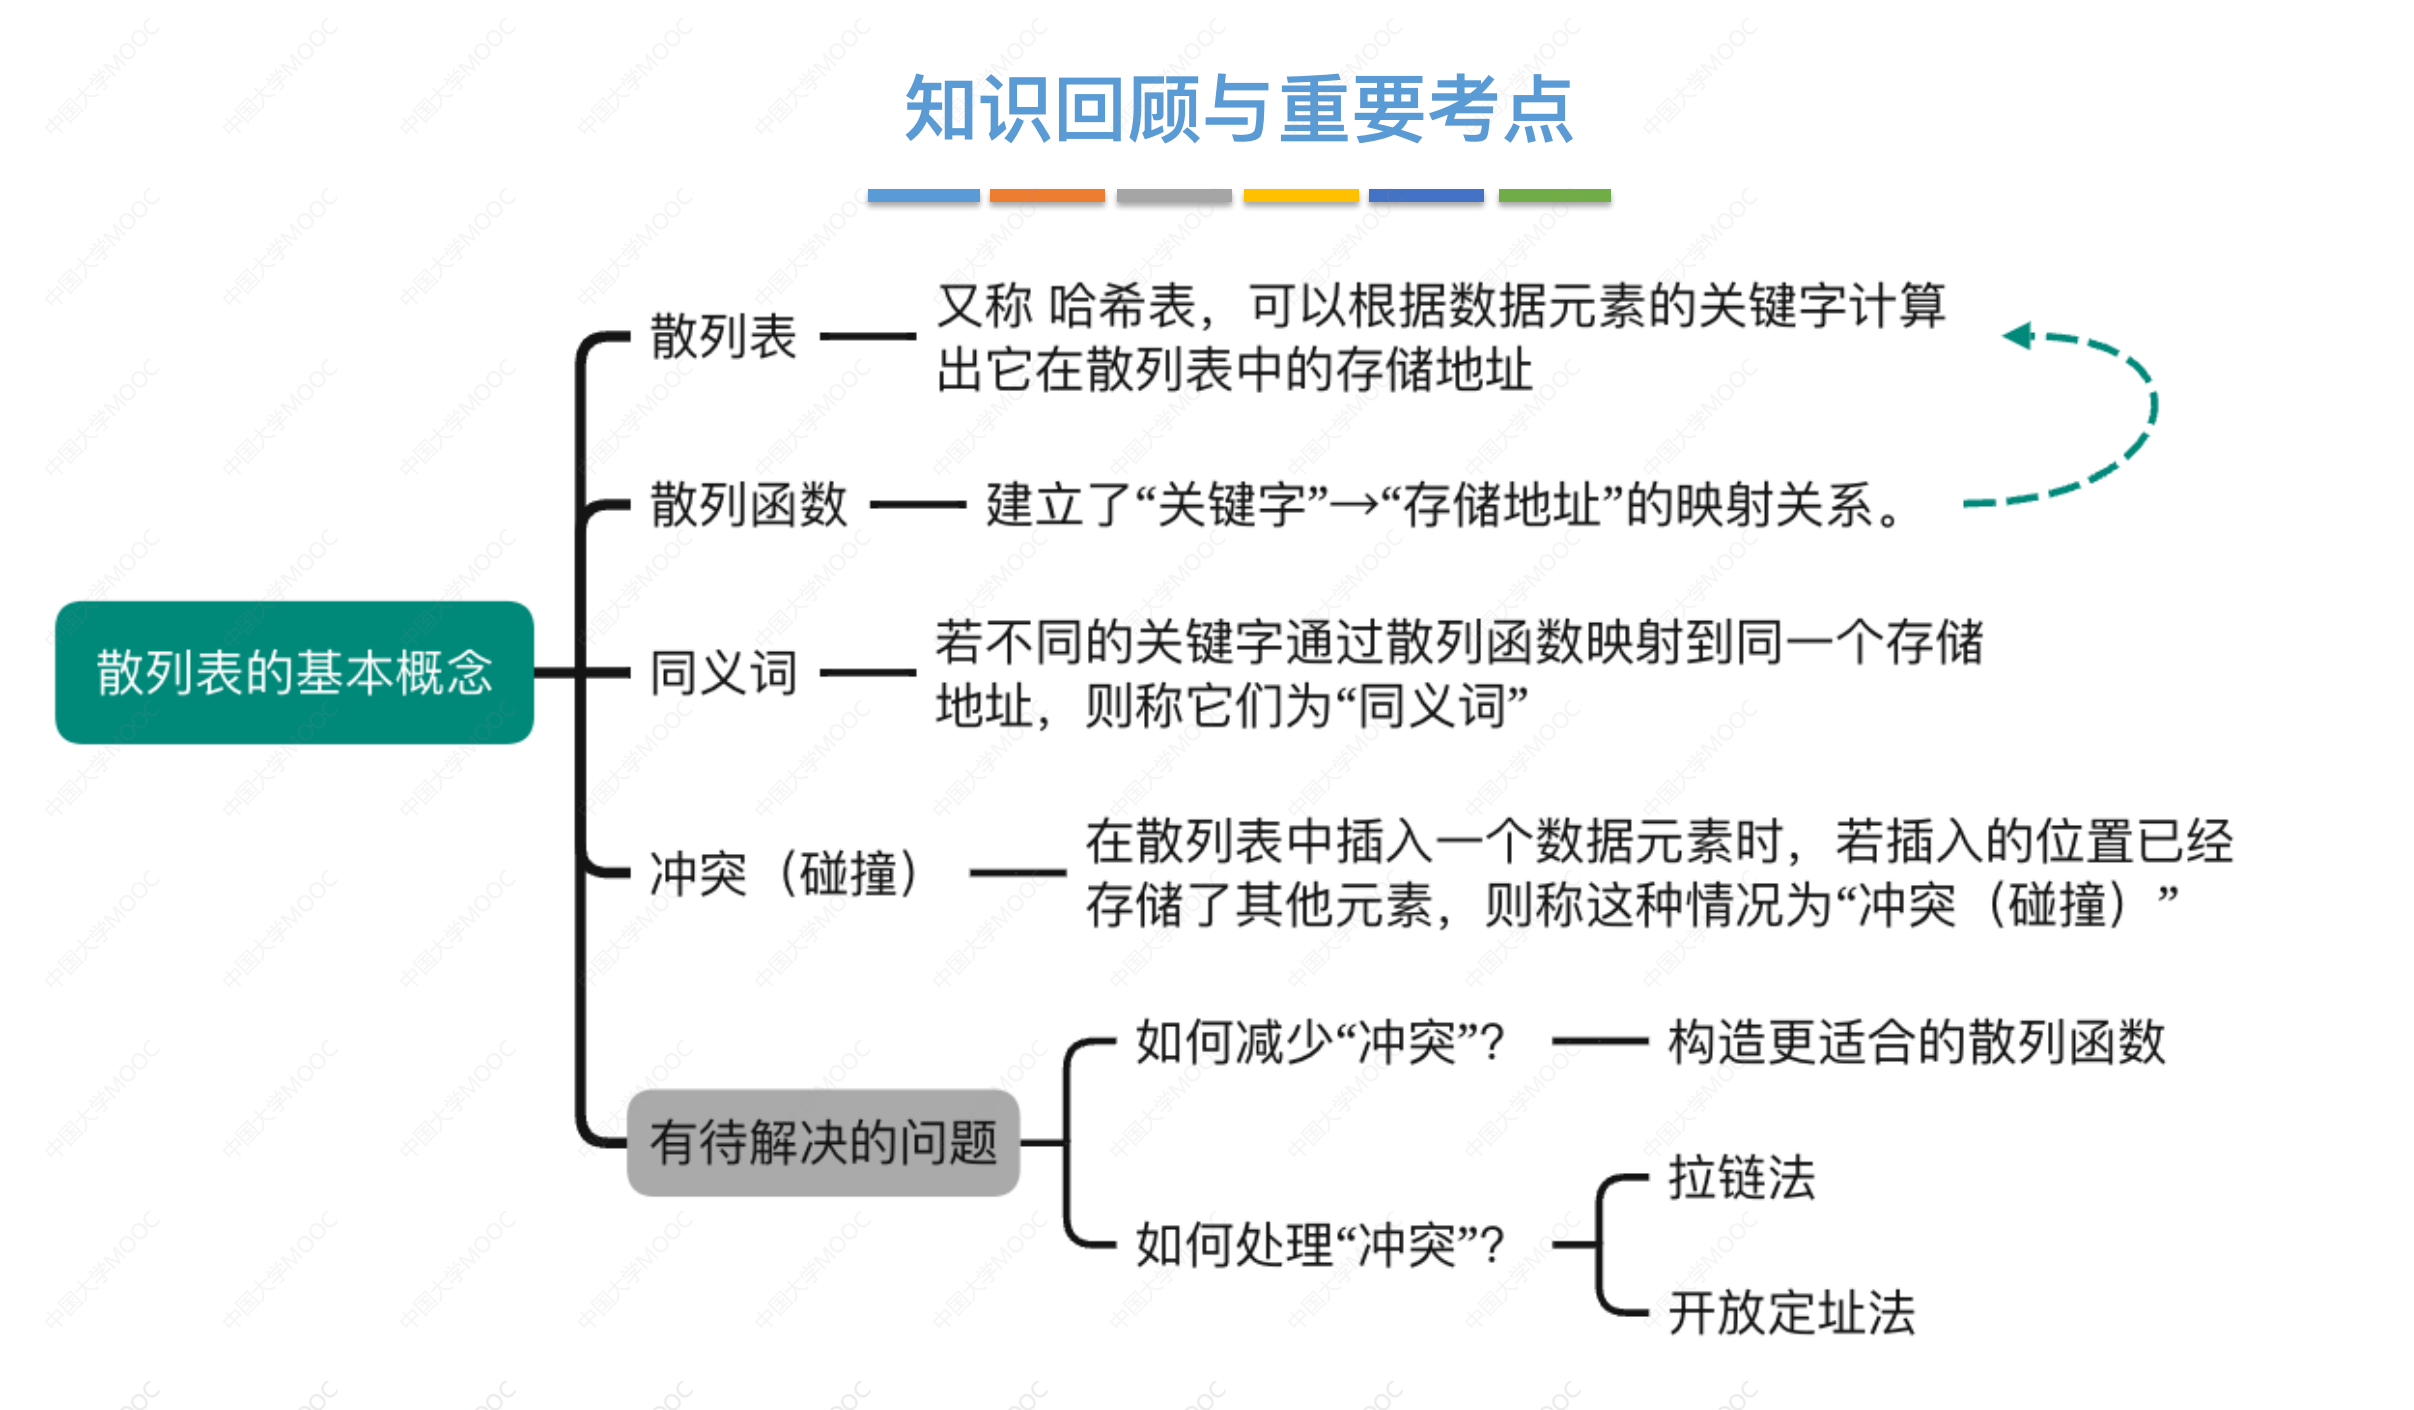 知识回顾与重要考点
散列表的基本概念
散列表
又称 哈希表，可以根据数据元素的关键字计算
出它在散列表中的存储地址
散列函数
建立了“关键字”→“存储地址”的映射关系。
同义词
若不同的关键字通过散列函数映射到同一个存储
地址，则称它们为“同义词”
冲突（碰撞）
在散列表中插入一个数据元素时，若插入的位置已经
存储了其他元素，则称这种情况为“冲突（碰撞）”
有待解决的问题
如何减少“冲突”？
构造更适合的散列函数
如何处理“冲突”？
拉链法
开放定址法
中国大学MOOC